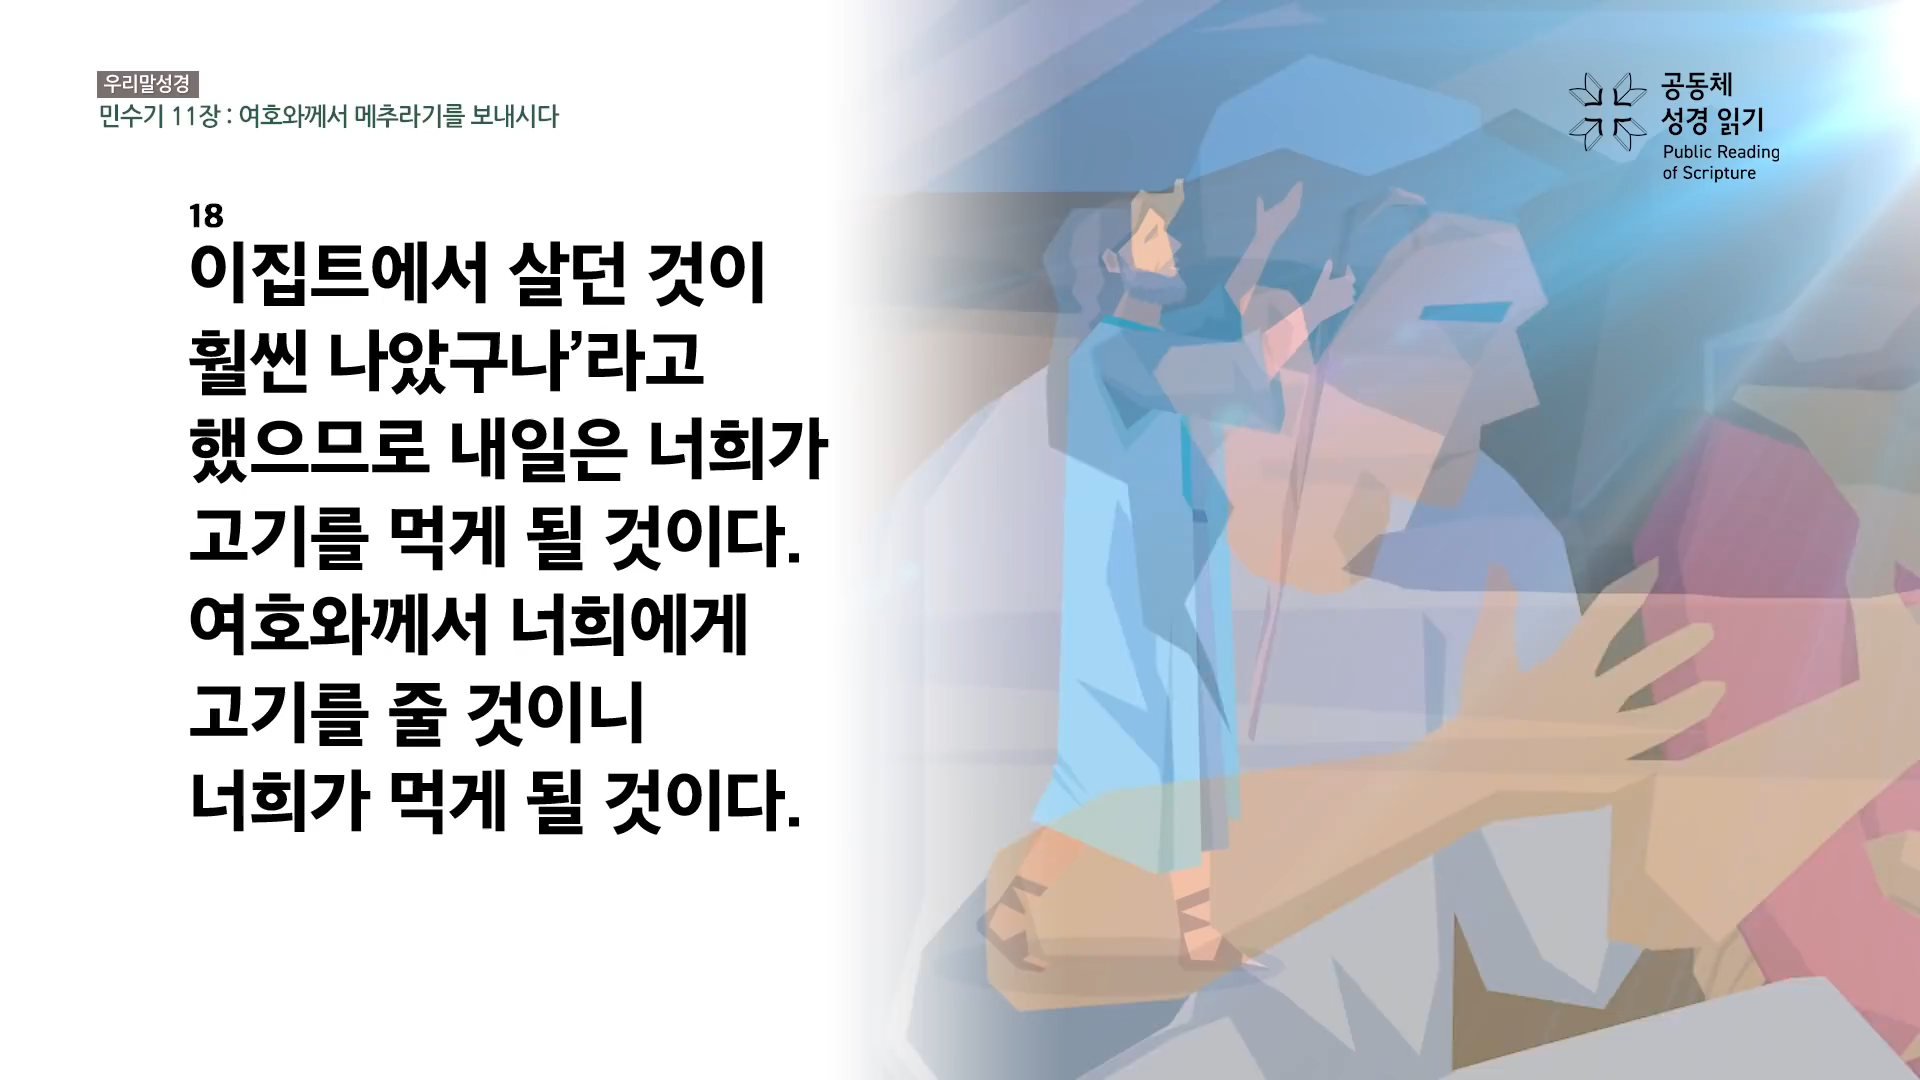 우리말성경
민수기 11장 : 여호와께서 메추라기를 보내시다
공동체
성경 읽기
Public Reading
of Scripture
18
이집트에서 살던 것이
훨씬 나았구나’라고
했으므로 내일은 너희가
고기를 먹게 될 것이다.
여호와께서 너희에게
고기를 줄 것이니
너희가 먹게 될 것이다.